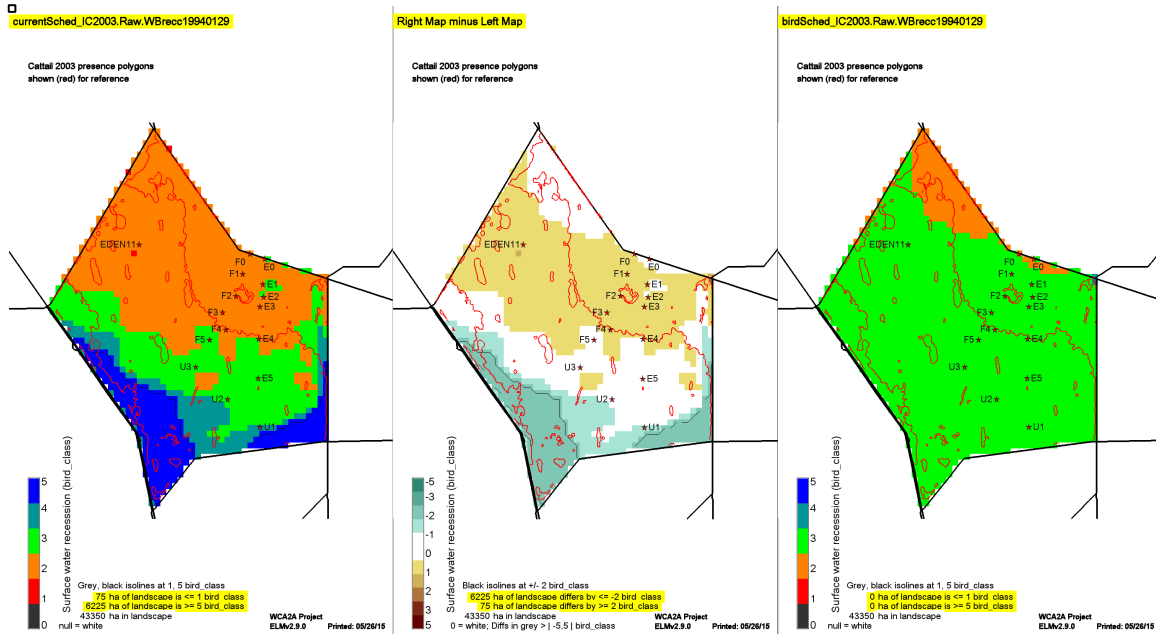 currentSched_IC2003.Raw.WBrecc19940129
Cattail 2003 presence polygons
shown (red) for reference
EDEN11
F0
E0
F1
E1
F2
E2
E3
F3
F4
F5
E4
U3
E5
U2
U1
5
4
3
2
1
0
Surface water recesssion (bird_class)
Grey, black isolines at 1, 5 bird_class
75 ha of landscape is <= 1 bird_class
6225 ha of landscape is >= 5 bird_class
43350 ha in landscape
null = white
WCA2A Project
ELMv2.9.0 Printed: 05/26/15
Right Map minus Left Map
Cattail 2003 presence polygons
shown (red) for reference
EDEN11
F0
E0
F1
E1
F2
E2
E3
F3
F4
F5
E4
U3
E5
U2
U1
-5
-3
-2
-1
0
1
2
3
5
Surface water recesssion (bird_class)
Black isolines at +/- 2 bird_class
6225 ha of landscape differs by <= -2 bird_class
75 ha of landscape differs by >= 2 bird_class
43350 ha in landscape
0 = white; Diffs in grey > | -5,5 | bird_class
WCA2A Project
ELMv2.9.0 Printed: 05/26/15
birdSched_IC2003.Raw.WBrecc19940129
Cattail 2003 presence polygons
shown (red) for reference
EDEN11
F0
E0
F1
E1
F2
E2
E3
F3
F4
F5
E4
U3
E5
U2
U1
5
4
3
2
1
0
Surface water recesssion (bird_class)
Grey, black isolines at 1, 5 bird_class
0 ha of landscape is <= 1 bird_class
0 ha of landscape is >= 5 bird_class
43350 ha in landscape
null = white
WCA2A Project
ELMv2.9.0 Printed: 05/26/15